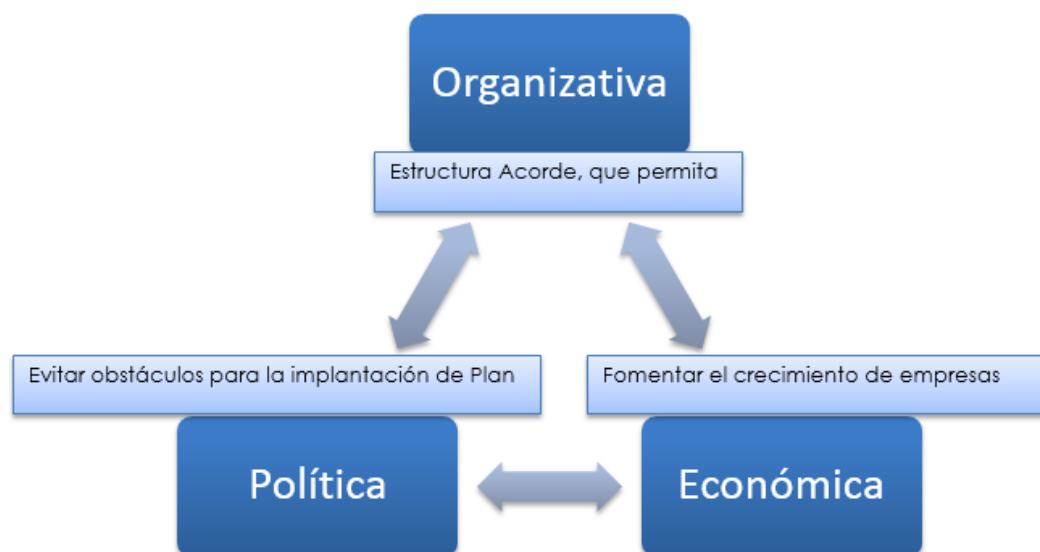 Organizativa
Estructura Acorde, que permita
Evitar obstáculos para la implantación de Plan
Fomentar el crecimiento de empresas
Política
Económica